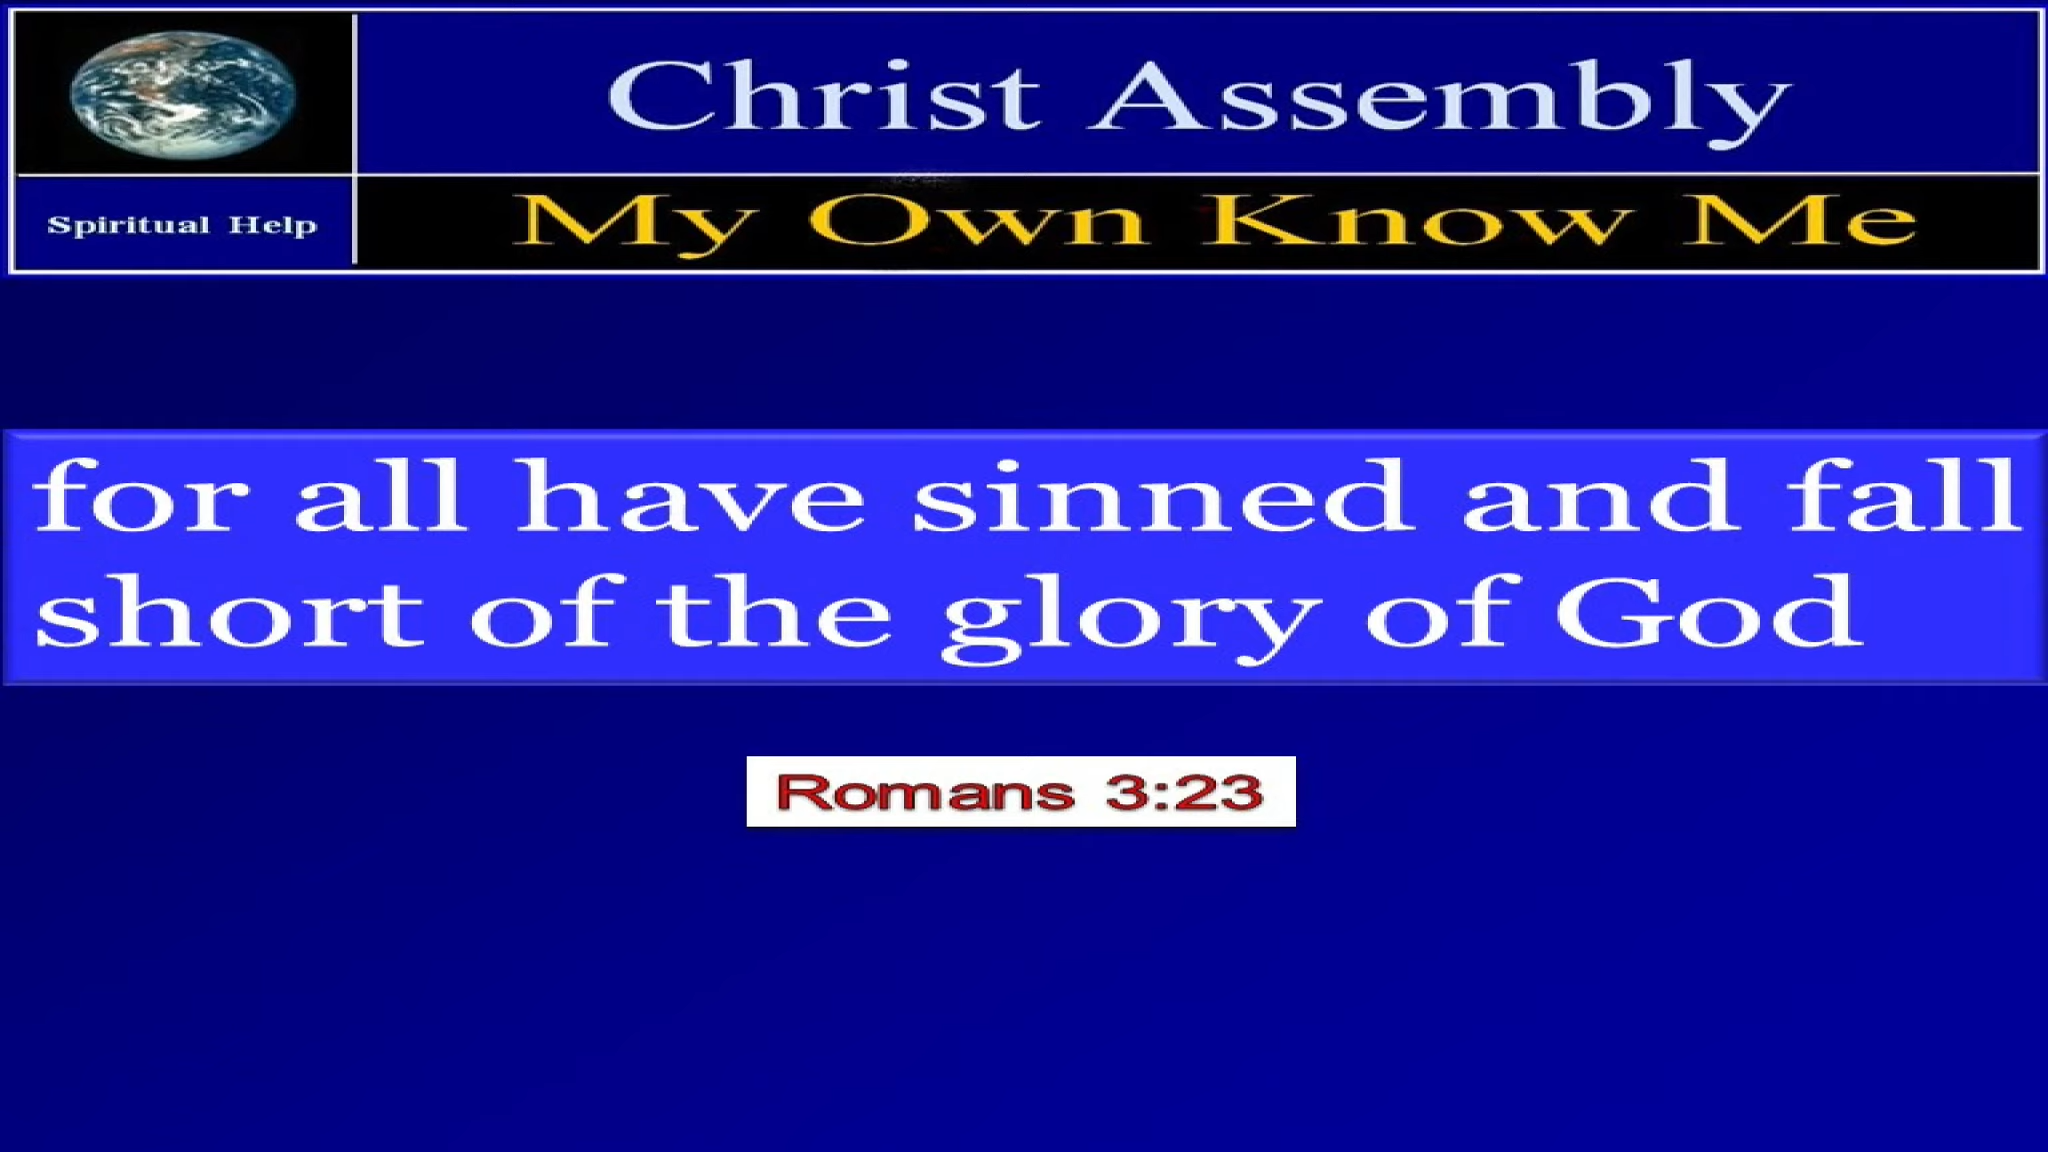 Christ Assembly
Spiritual Help
My Own Know Me
for all have sinned and fall
short of the glory of God
Romans 3:23